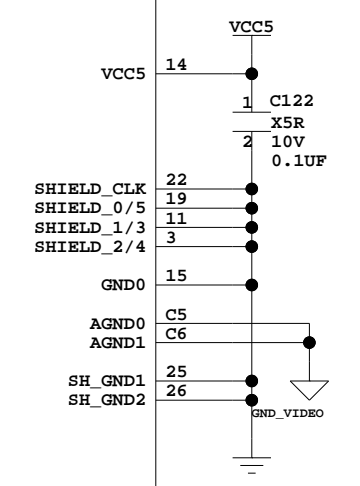 VCC5
VCC5 14
1 C122
X5R
2 10V
0.1UF
SHIELD_CLK 22
SHIELD_0/5 19
SHIELD_1/3 11
SHIELD_2/4 3
GND0 15
AGND0 C5
AGND1 C6
SH_GND1 25
SH_GND2 26
GND_VIDEO